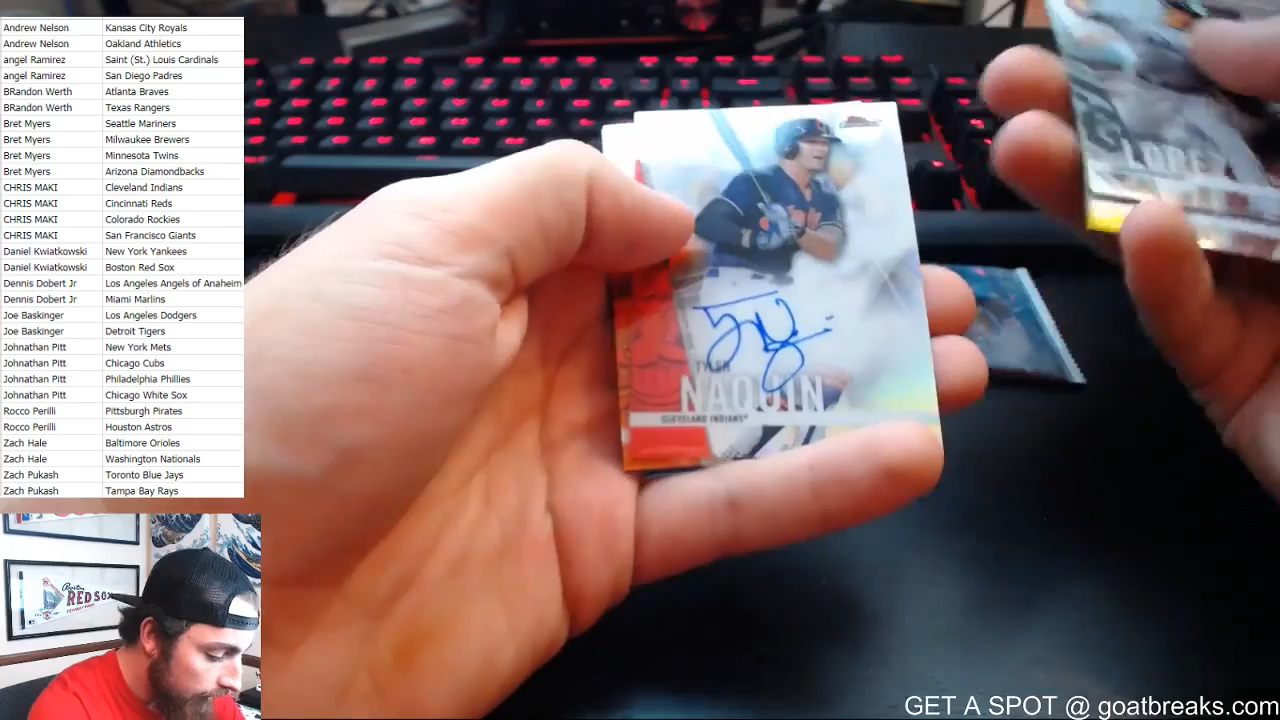 Andrew Nelson Kansas City Royals
Andrew Nelson Oakland Athletics
angel Ramirez Saint (St.) Louis Cardinals
angel Ramirez San Diego Padres
BRandon Werth Atlanta Braves
BRandon Werth Texas Rangers
Bret Myers Seattle Mariners
Bret Myers Milwaukee Brewers
Bret Myers Minnesota Twins
Bret Myers Arizona Diamondbacks
CHRIS MAKI Cleveland Indians
CHRIS MAKI Cincinnati Reds
CHRIS MAKI Colorado Rockies
CHRIS MAKI San Francisco Giants
Daniel Kwiatkowski New York Yankees
Daniel Kwiatkowski Boston Red Sox
Dennis Dobert Jr Los Angeles Angels of Anaheim
Dennis Dobert Jr Miami Marlins
Joe Baskinger Los Angeles Dodgers
Joe Baskinger Detroit Tigers
Johnathan Pitt New York Mets
Johnathan Pitt Chicago Cubs
Johnathan Pitt Philadelphia Phillies
Johnathan Pitt Chicago White Sox
Rocco Perilli Pittsburgh Pirates
Rocco Perilli Houston Astros
Zach Hale Baltimore Orioles
Zach Hale Washington Nationals
Zach Pukash Toronto Blue Jays
Zach Pukash Tampa Bay Rays
TYLER
NAQUIN
CLEVELAND INDIANS
Boston
RED SOX
GET A SPOT @ goatbreaks.com